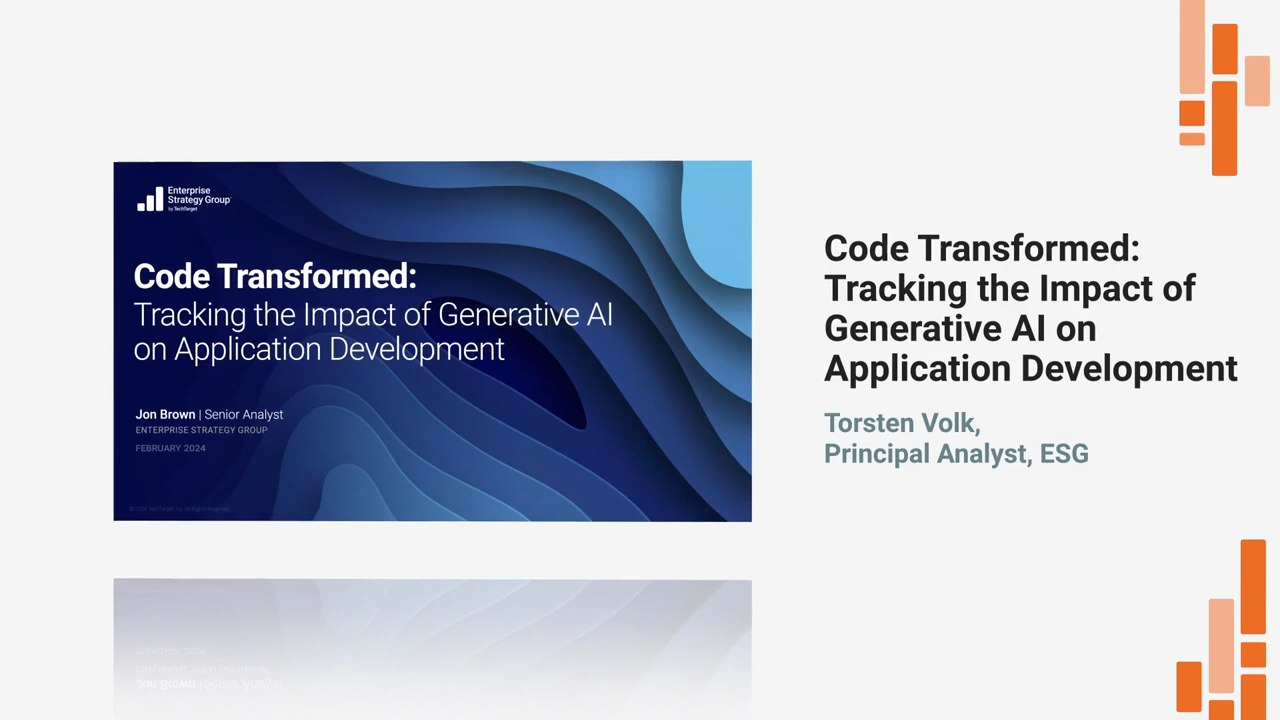 Enterprise
Strategy Group
by TechTarget
Code Transformed:
Tracking the Impact of Generative AI
on Application Development
Jon Brown | Senior Analyst
ENTERPRISE STRATEGY GROUP
FEBRUARY 2024
Code Transformed:
Tracking the Impact of
Generative AI on
Application Development
Torsten Volk,
Principal Analyst, ESG